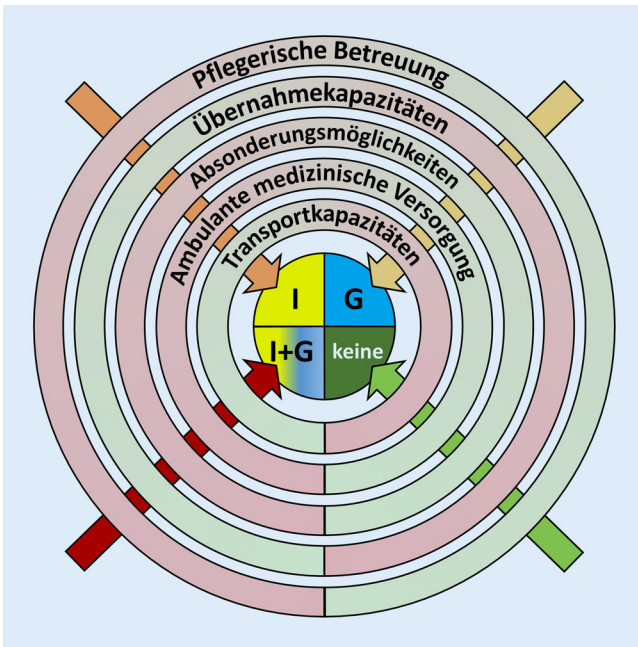 Pflegerische Betreuung
Übernahmekapazitäten
Absonderungsmöglichkeiten
Ambulante medizinische Versorgung
Transportkapazitäten
I
G
I+G
keine